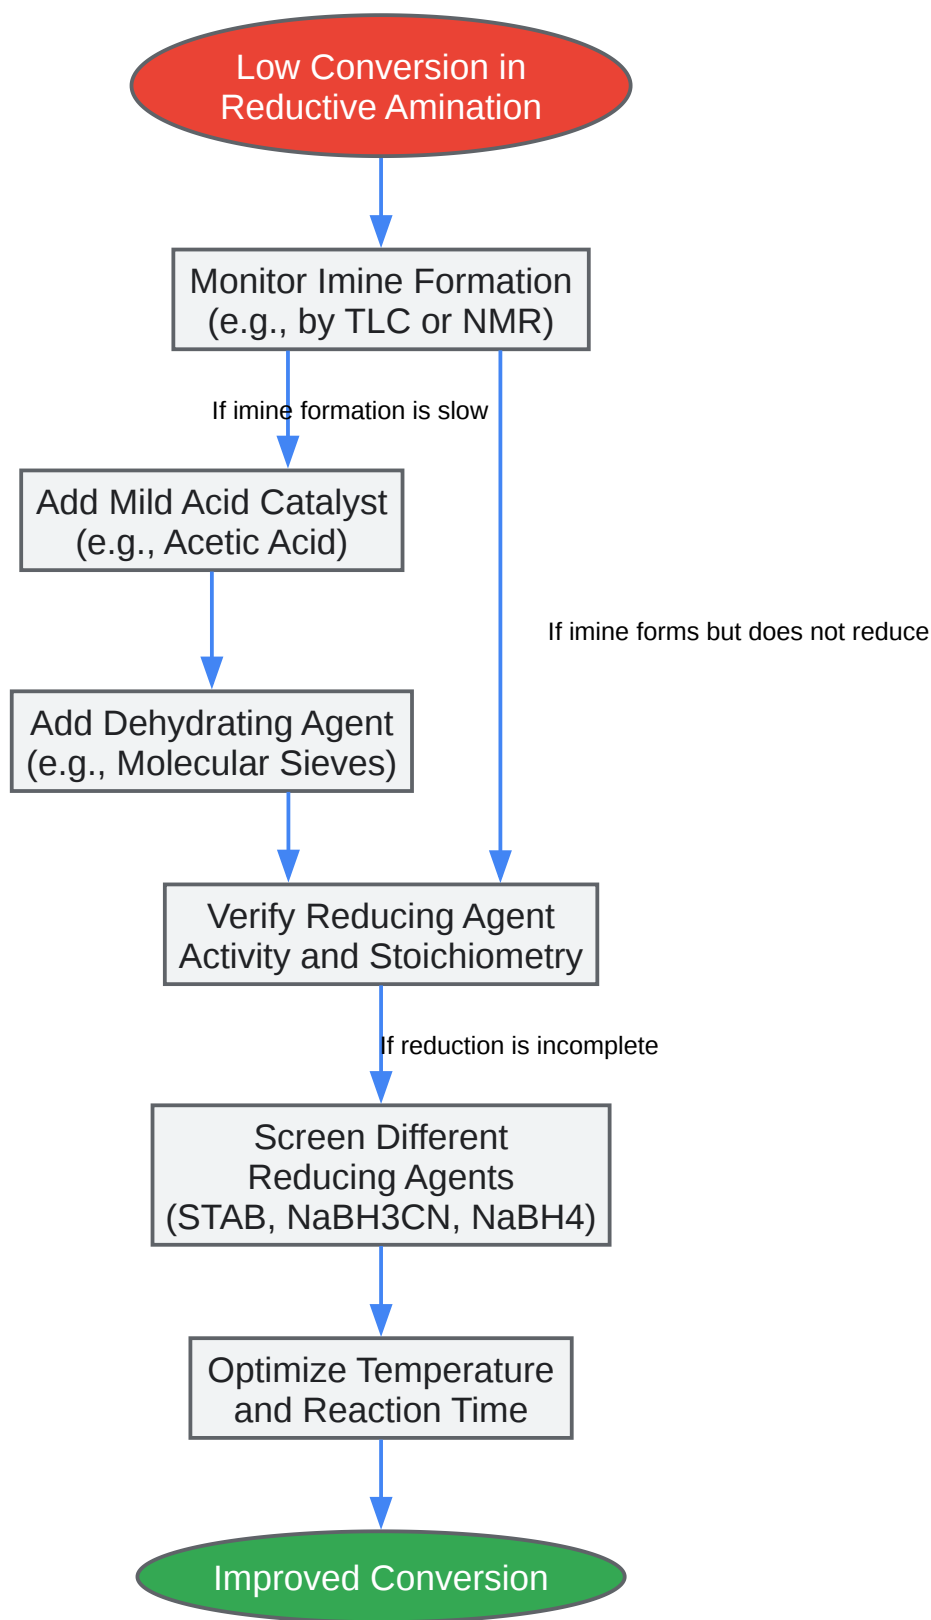 Low Conversion in
Reductive Amination
Monitor Imine Formation
(e.g., by TLC or NMR)
If imine formation is slow
Add Mild Acid Catalyst
(e.g., Acetic Acid)
If imine forms but does not reduce
Add Dehydrating Agent
(e.g., Molecular Sieves)
Verify Reducing Agent
Activity and Stoichiometry
If reduction is incomplete
Screen Different
Reducing Agents
(STAB, NaBH3CN, NaBH4)
Optimize Temperature
and Reaction Time
Improved Conversion